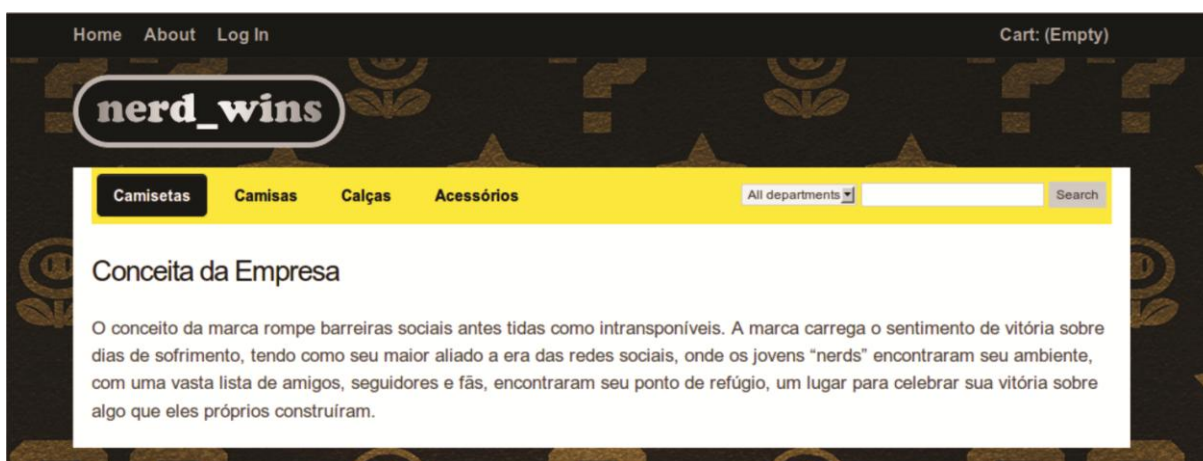 Home About Log In Cart: (Empty)
nerd_wins
Camisetas Camisas Calças Acessórios All departments Search
Conceita da Empresa
O conceito da marca rompe barreiras sociais antes tidas como intransponíveis. A marca carrega o sentimento de vitória sobre
dias de sofrimento, tendo como seu maior aliado a era das redes sociais, onde os jovens “nerds” encontraram seu ambiente,
com uma vasta lista de amigos, seguidores e fãs, encontraram seu ponto de refúgio, um lugar para celebrar sua vitória sobre
algo que eles próprios construíram.